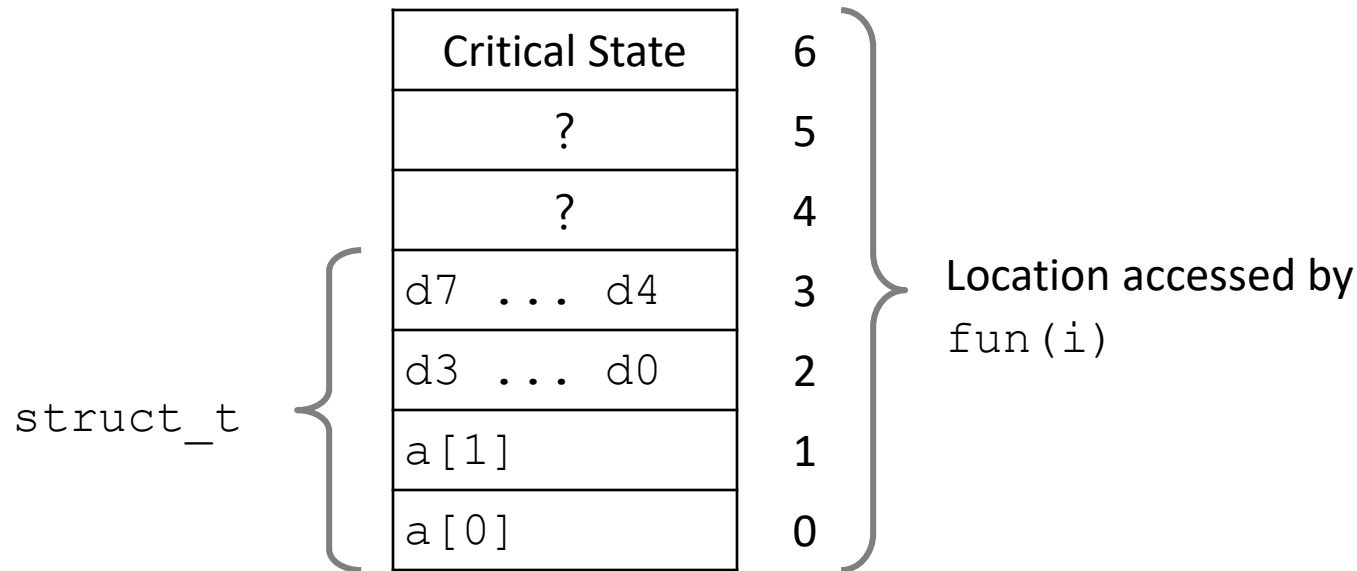 Critical State 6
? 5
? 4
d7 ... d4 3
d3 ... d0 2
a[1] 1
a[0] 0
struct_t
Location accessed by
fun(i)